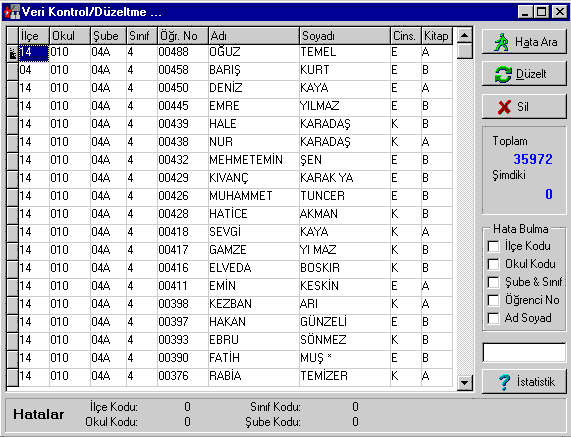 Veri Kontrol/Düzeltme ...
İlçe Okul Şube Sınıf Öğr. No Adı Soyadı Cins. Kitap
14 010 04A 4 00488 OĞUZ TEMEL E A
04 010 04A 4 00458 BARIŞ KURT E B
14 010 04A 4 00450 DENİZ KAYA E A
14 010 04A 4 00445 EMRE YILMAZ E B
14 010 04A 4 00439 HALE KARADAŞ K B
14 010 04A 4 00438 NUR KARADAŞ K A
14 010 04A 4 00432 MEHMETEMİN ŞEN E B
14 010 04A 4 00429 KIVANÇ KARAK YA E B
14 010 04A 4 00426 MUHAMMET TUNCER E B
14 010 04A 4 00428 HATİCE AKMAN K B
14 010 04A 4 00418 SEVGİ KAYA K A
14 010 04A 4 00417 GAMZE YI MAZ K B
14 010 04A 4 00416 ELVEDA BOSKIR K B
14 010 04A 4 00411 EMİN KESKİN E A
14 010 04A 4 00398 KEZBAN ARI K A
14 010 04A 4 00397 HAKAN GÜNZELİ E B
14 010 04A 4 00393 EBRU SÖNMEZ K B
14 010 04A 4 00390 FATİH MUŞ * E B
14 010 04A 4 00376 RABİA TEMİZER K A
Hata Ara
Düzelt
Sil
Toplam
35972
Şimdiki
0
Hata Bulma
İlçe Kodu
Okul Kodu
Şube & Sınıf
Öğrenci No
Ad Soyad
İstatistik
Hatalar
İlçe Kodu: 0 Sınıf Kodu: 0
Okul Kodu: 0 Şube Kodu: 0